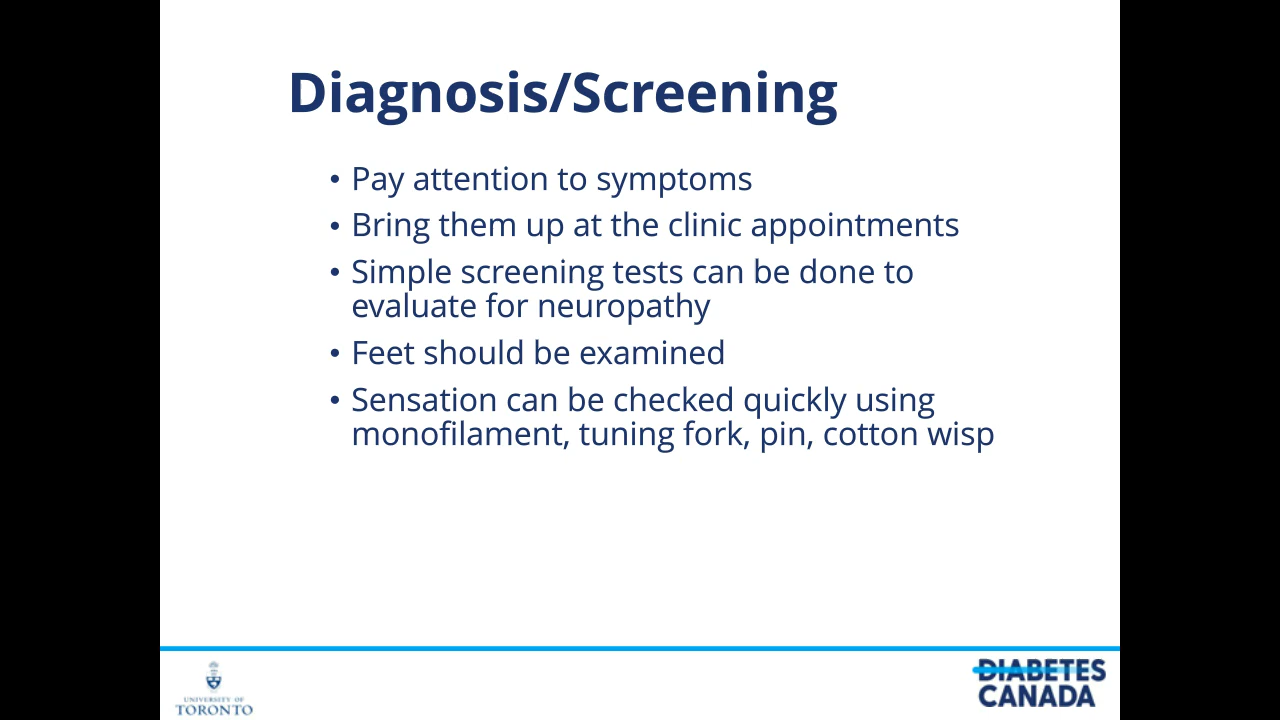 Diagnosis/Screening
• Pay attention to symptoms
• Bring them up at the clinic appointments
• Simple screening tests can be done to
evaluate for neuropathy
• Feet should be examined
• Sensation can be checked quickly using
monofilament, tuning fork, pin, cotton wisp
UNIVERSITY OF
TORONTO
DIABETES
CANADA